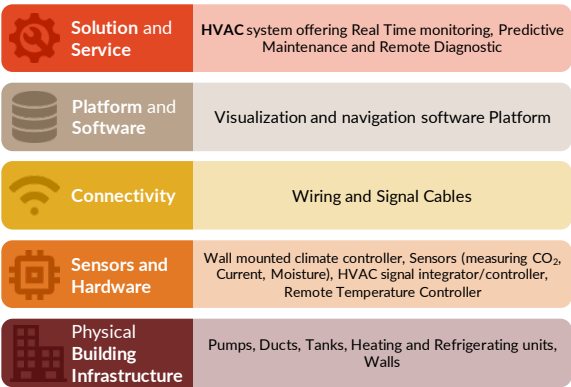 Solution and
Service
HVAC system offering Real Time monitoring, Predictive
Maintenance and Remote Diagnostic
Platform and
Software
Visualization and navigation software Platform
Connectivity
Wiring and Signal Cables
Sensors and
Hardware
Wall mounted climate controller, Sensors (measuring CO₂,
Current, Moisture), HVAC signal integrator/controller,
Remote Temperature Controller
Physical
Building
Infrastructure
Pumps, Ducts, Tanks, Heating and Refrigerating units,
Walls